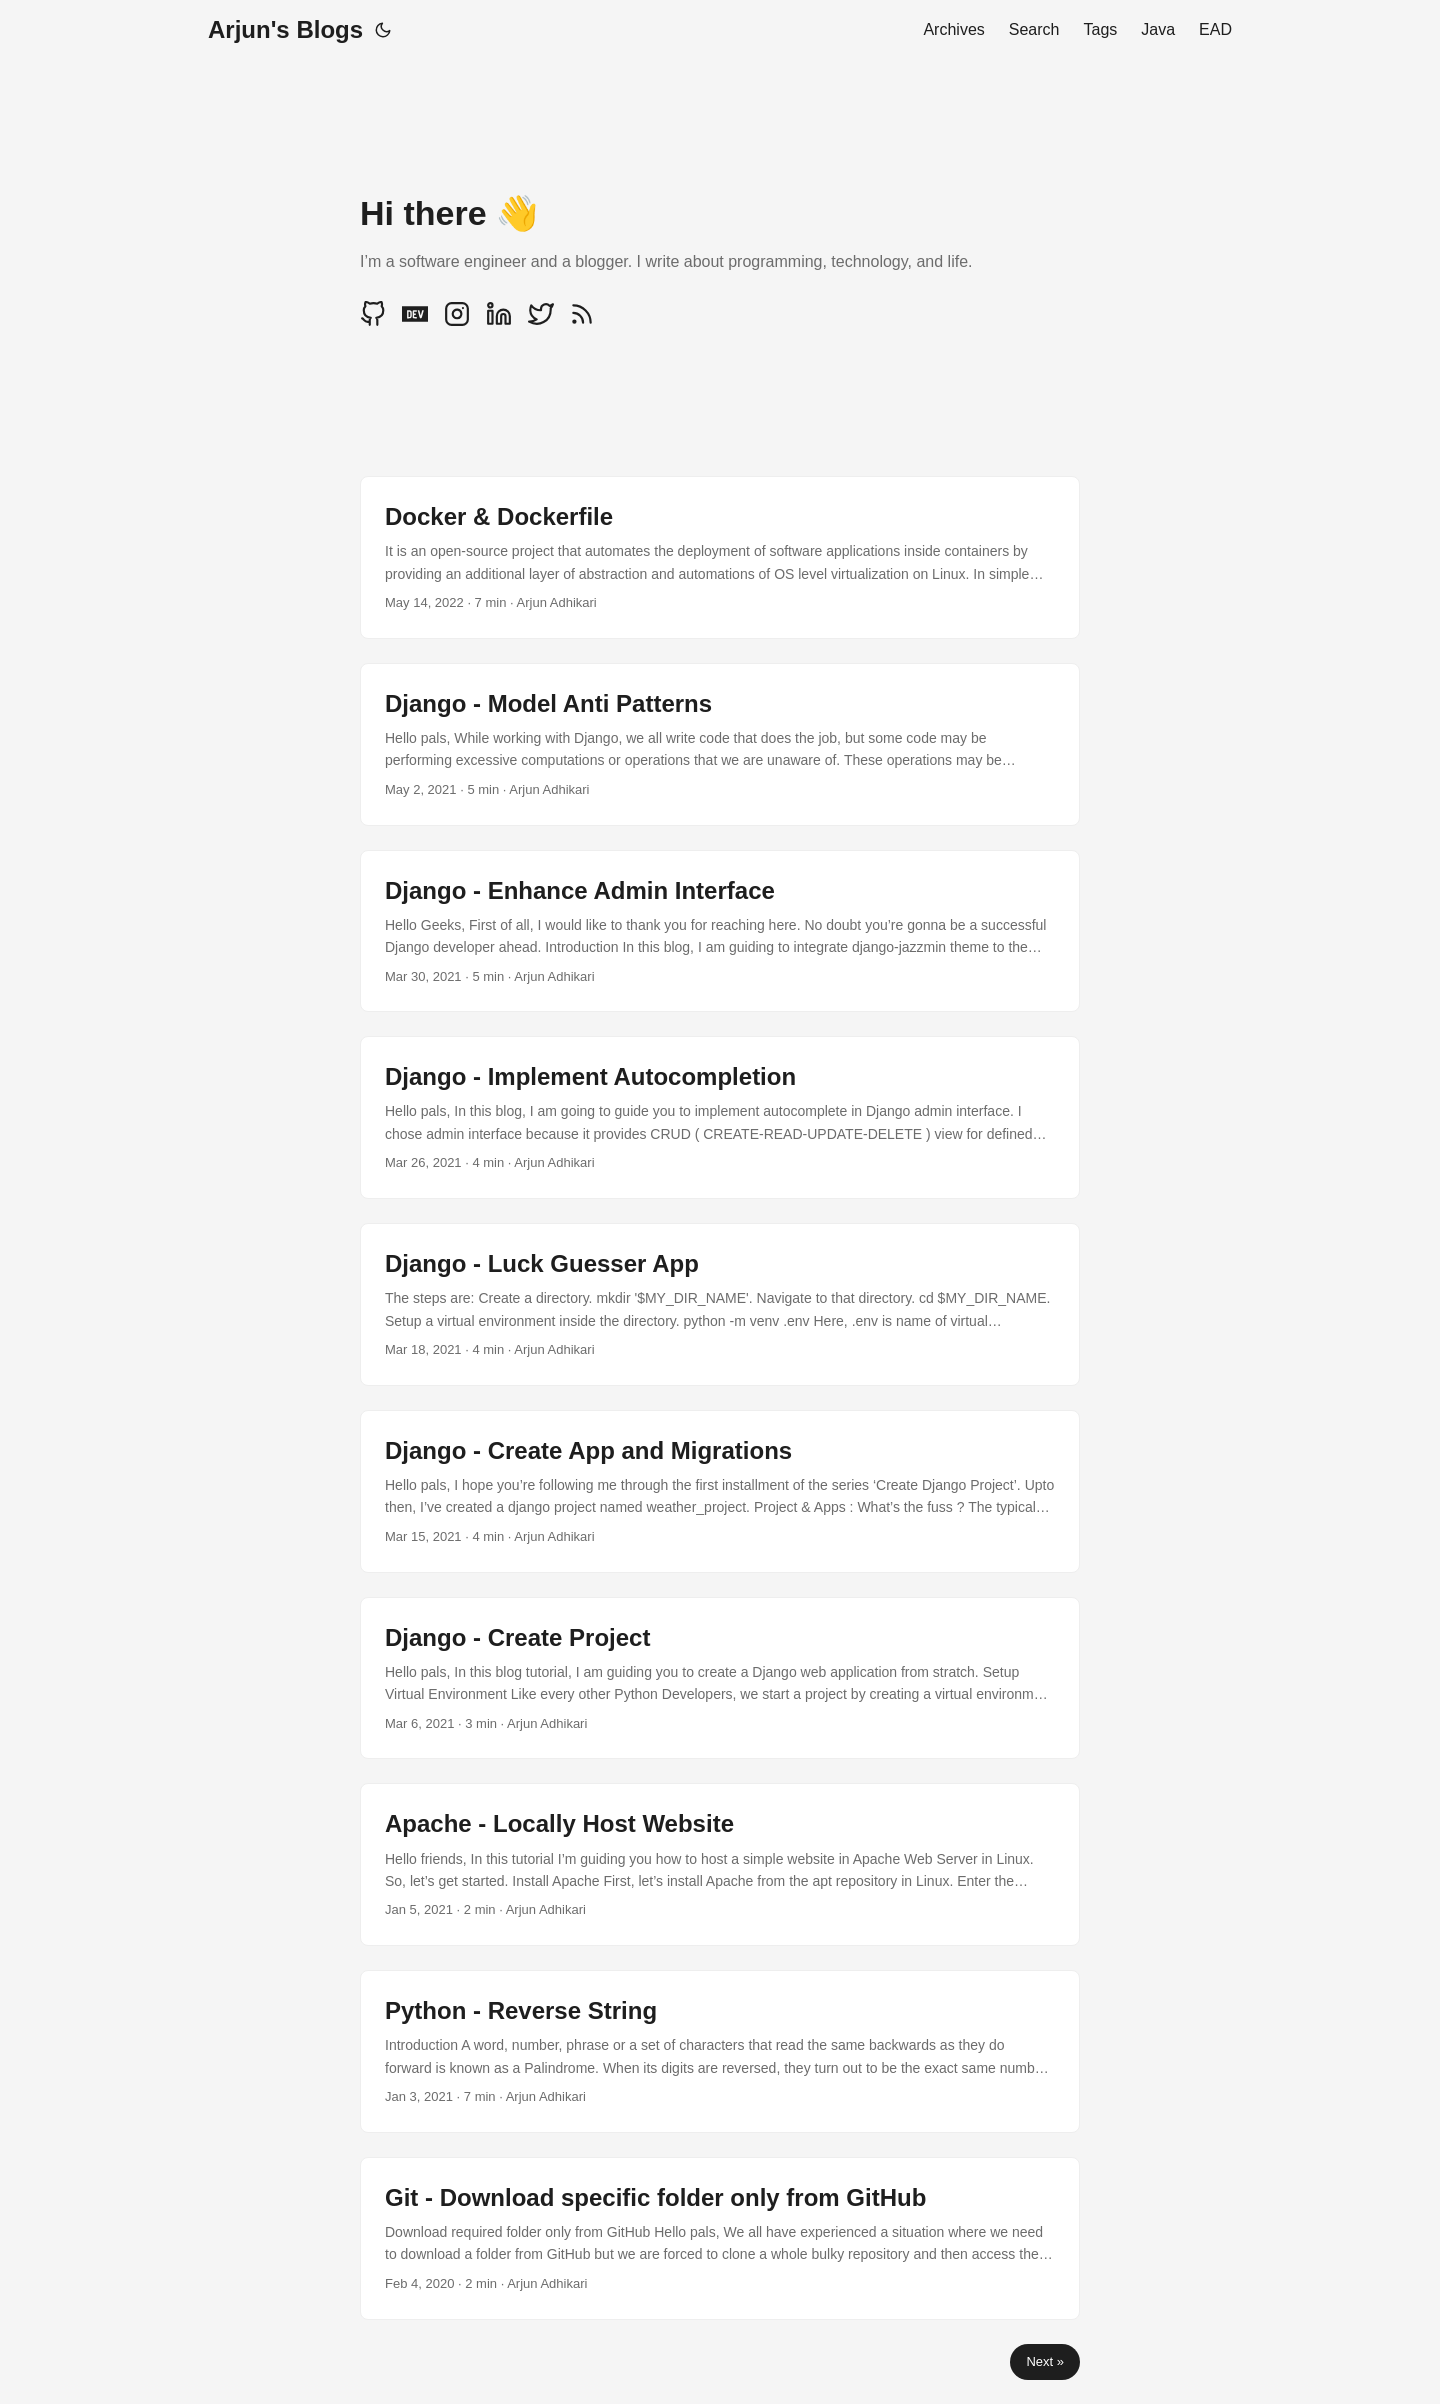 Arjun's Blogs
Archives Search Tags Java EAD
Hi there 👋
I’m a software engineer and a blogger. I write about programming, technology, and life.
DEV
Docker & Dockerfile
It is an open-source project that automates the deployment of software applications inside containers by
providing an additional layer of abstraction and automations of OS level virtualization on Linux. In simple…
May 14, 2022 · 7 min · Arjun Adhikari
Django - Model Anti Patterns
Hello pals, While working with Django, we all write code that does the job, but some code may be
performing excessive computations or operations that we are unaware of. These operations may be…
May 2, 2021 · 5 min · Arjun Adhikari
Django - Enhance Admin Interface
Hello Geeks, First of all, I would like to thank you for reaching here. No doubt you’re gonna be a successful
Django developer ahead. Introduction In this blog, I am guiding to integrate django-jazzmin theme to the…
Mar 30, 2021 · 5 min · Arjun Adhikari
Django - Implement Autocompletion
Hello pals, In this blog, I am going to guide you to implement autocomplete in Django admin interface. I
chose admin interface because it provides CRUD ( CREATE-READ-UPDATE-DELETE ) view for defined…
Mar 26, 2021 · 4 min · Arjun Adhikari
Django - Luck Guesser App
The steps are: Create a directory. mkdir '$MY_DIR_NAME'. Navigate to that directory. cd $MY_DIR_NAME.
Setup a virtual environment inside the directory. python -m venv .env Here, .env is name of virtual…
Mar 18, 2021 · 4 min · Arjun Adhikari
Django - Create App and Migrations
Hello pals, I hope you’re following me through the first installment of the series ‘Create Django Project’. Upto
then, I’ve created a django project named weather_project. Project & Apps : What’s the fuss ? The typical…
Mar 15, 2021 · 4 min · Arjun Adhikari
Django - Create Project
Hello pals, In this blog tutorial, I am guiding you to create a Django web application from stratch. Setup
Virtual Environment Like every other Python Developers, we start a project by creating a virtual environm…
Mar 6, 2021 · 3 min · Arjun Adhikari
Apache - Locally Host Website
Hello friends, In this tutorial I’m guiding you how to host a simple website in Apache Web Server in Linux.
So, let’s get started. Install Apache First, let’s install Apache from the apt repository in Linux. Enter the…
Jan 5, 2021 · 2 min · Arjun Adhikari
Python - Reverse String
Introduction A word, number, phrase or a set of characters that read the same backwards as they do
forward is known as a Palindrome. When its digits are reversed, they turn out to be the exact same numb…
Jan 3, 2021 · 7 min · Arjun Adhikari
Git - Download specific folder only from GitHub
Download required folder only from GitHub Hello pals, We all have experienced a situation where we need
to download a folder from GitHub but we are forced to clone a whole bulky repository and then access the…
Feb 4, 2020 · 2 min · Arjun Adhikari
Next »